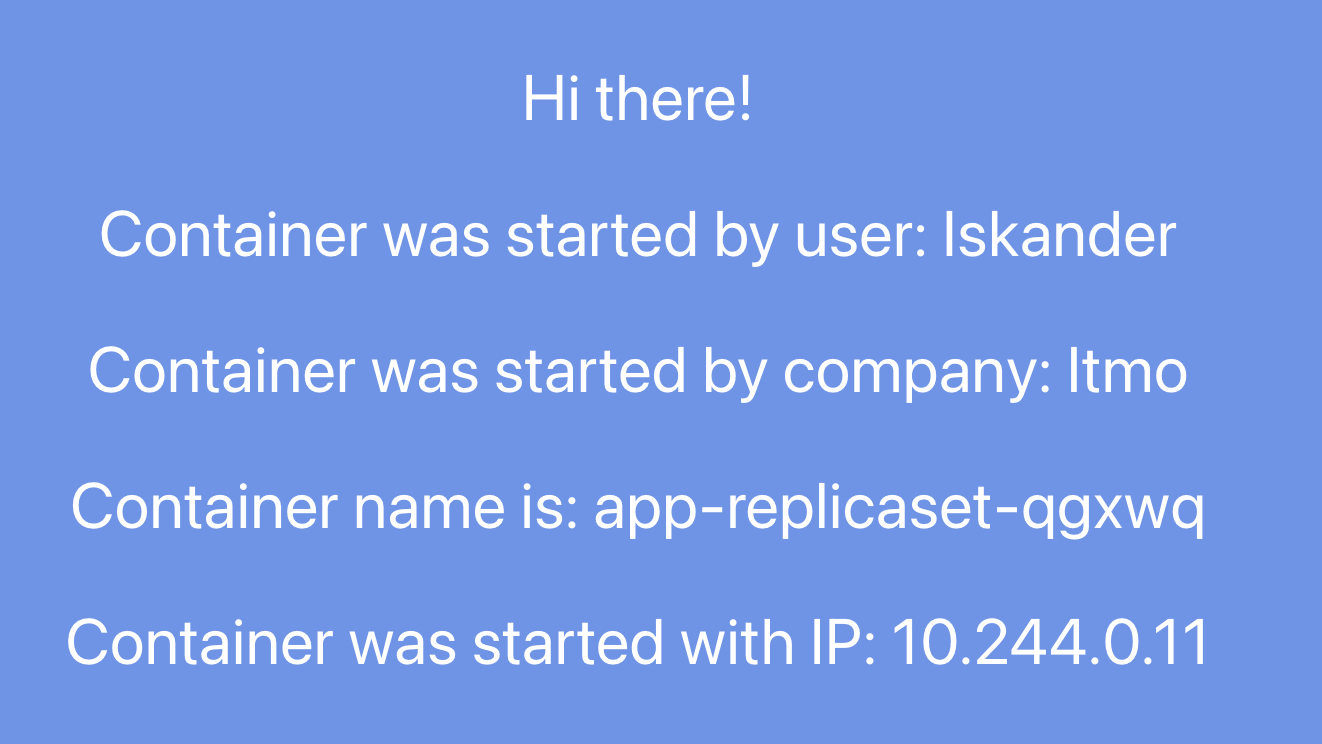 Hi there!
Container was started by user: Iskander
Container was started by company: Itmo
Container name is: app-replicaset-qgxwq
Container was started with IP: 10.244.0.11